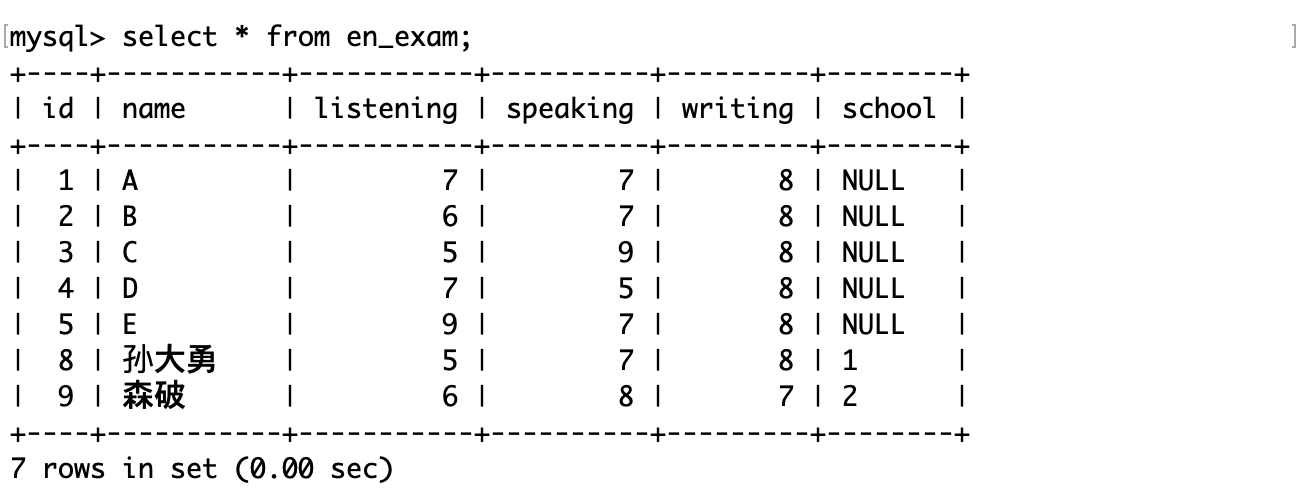 mysql> select * from en_exam;
+----+-----------+-----------+----------+---------+--------+
| id | name      | listening | speaking | writing | school |
+----+-----------+-----------+----------+---------+--------+
|  1 | A         |         7 |        7 |       8 | NULL   |
|  2 | B         |         6 |        7 |       8 | NULL   |
|  3 | C         |         5 |        9 |       8 | NULL   |
|  4 | D         |         7 |        5 |       8 | NULL   |
|  5 | E         |         9 |        7 |       8 | NULL   |
|  8 | 孙大勇    |         5 |        7 |       8 | 1      |
|  9 | 森破      |         6 |        8 |       7 | 2      |
+----+-----------+-----------+----------+---------+--------+
7 rows in set (0.00 sec)